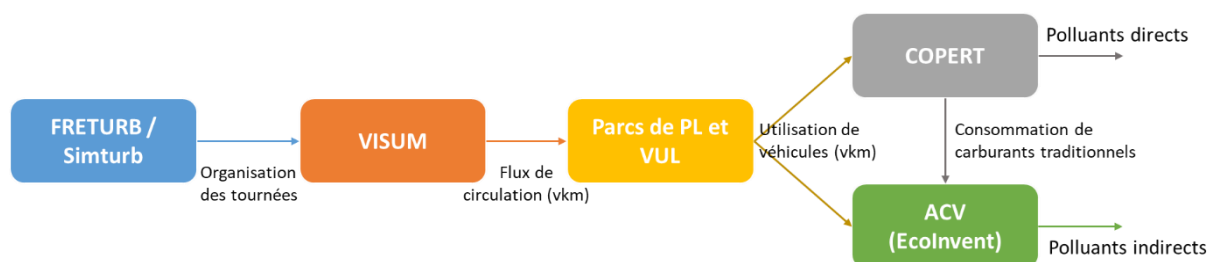 FRETURB /
Simturb
Organisation
des tournées
VISUM
Flux de
circulation (vkm)
Parcs de PL et
VUL
Utilisation de
véhicules (vkm)
COPERT
Polluants directs
Consommation de
carburants traditionnels
ACV
(EcoInvent)
Polluants indirects